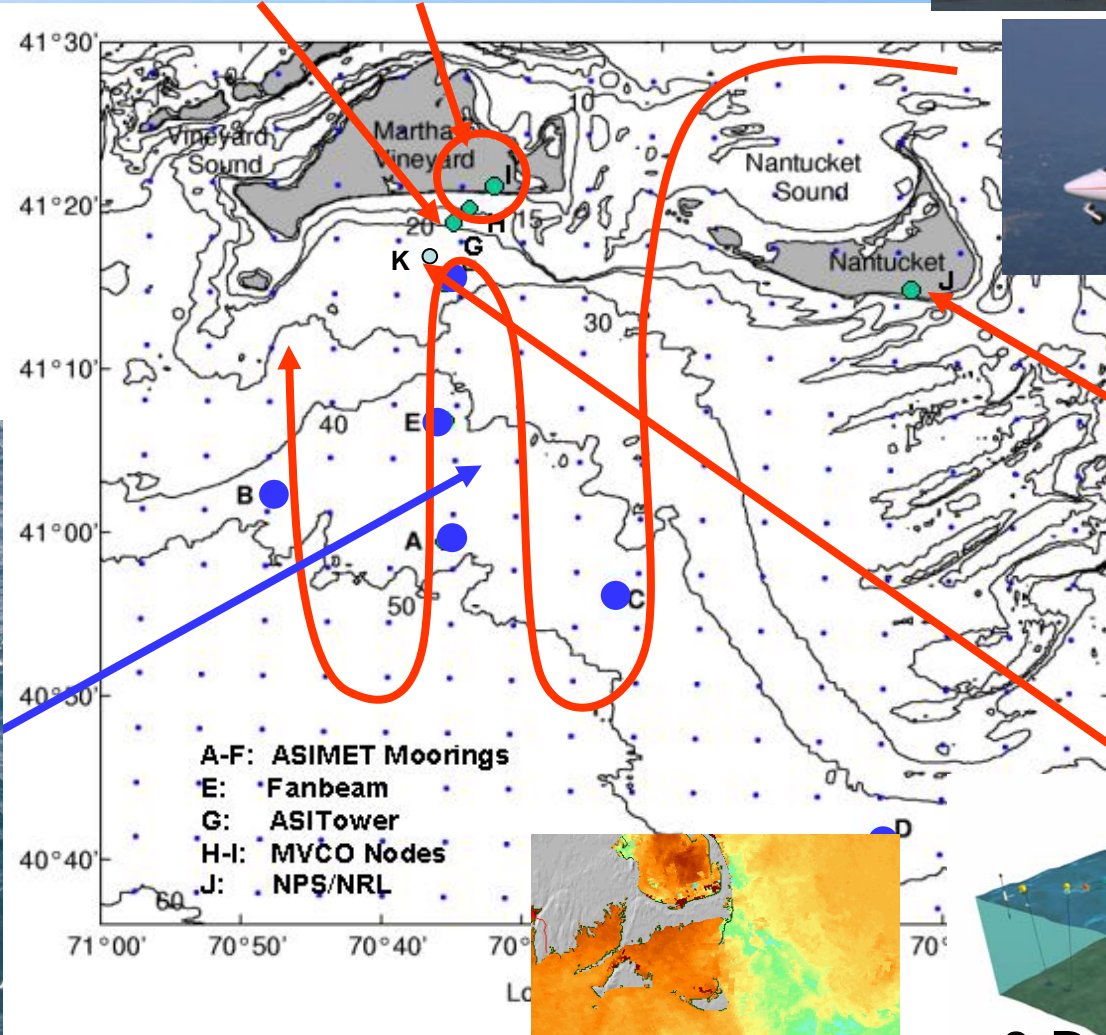 41°30'
10
Vineyard
Sound
Martha
Vineyard
I
Nantucket
Sound
41°20'
20
H
15
G
K
Nantucket
J
30
41°10'
40
E
B
41°00'
A
50
C
40°50'
A-F: ASIMET Moorings
E: Fanbeam
G: ASITower
H-I: MVCO Nodes
J: NPS/NRL
D
40°40'
60
71°00' 70°50' 70°40' 70°